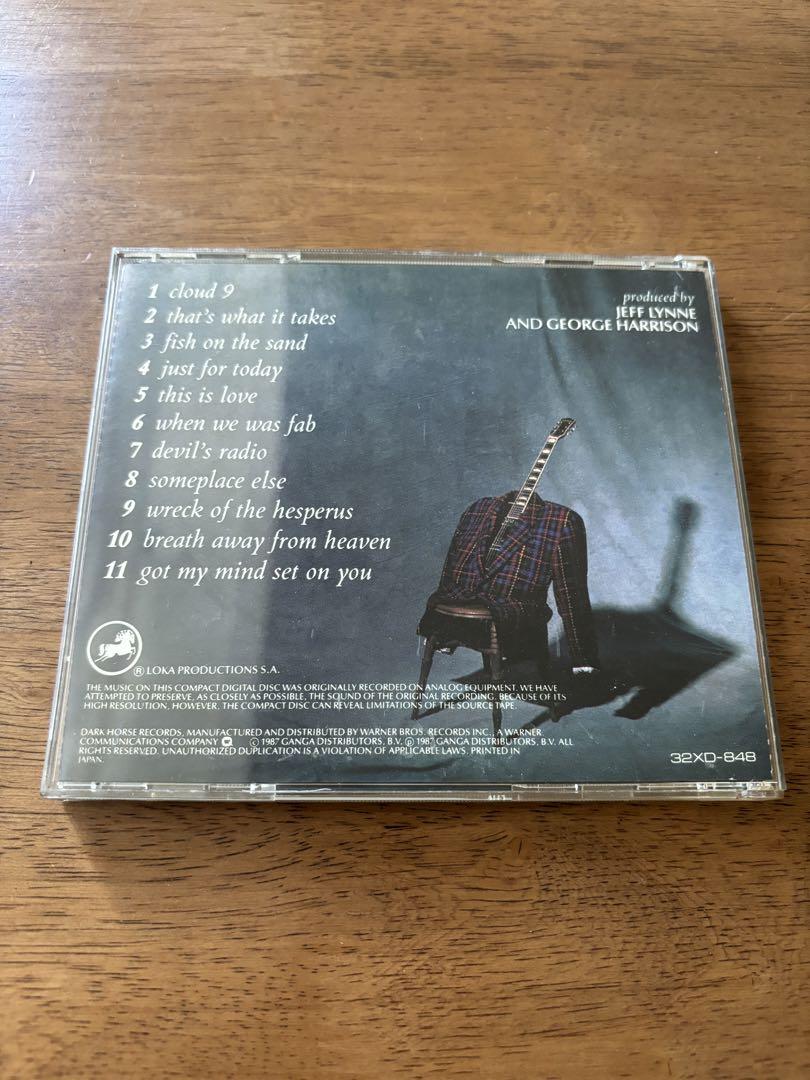 1 cloud 9
2 that's what it takes
3 fish on the sand
4 just for today
5 this is love
6 when we was fab
7 devil's radio
8 someplace else
9 wreck of the hesperus
10 breath away from heaven
11 got my mind set on you
produced by
JEFF LYNNE
AND GEORGE HARRISON
® LOKA PRODUCTIONS S.A.
THE MUSIC ON THIS COMPACT DIGITAL DISC WAS ORIGINALLY RECORDED ON ANALOG EQUIPMENT. WE HAVE
ATTEMPTED TO PRESERVE, AS CLOSELY AS POSSIBLE, THE SOUND OF THE ORIGINAL RECORDING. BECAUSE OF ITS
HIGH RESOLUTION, HOWEVER, THE COMPACT DISC CAN REVEAL LIMITATIONS OF THE SOURCE TAPE.
DARK HORSE RECORDS, MANUFACTURED AND DISTRIBUTED BY WARNER BROS. RECORDS INC., A WARNER
COMMUNICATIONS COMPANY © 1987 GANGA DISTRIBUTORS, B.V. ℗ 1987 GANGA DISTRIBUTORS, B.V. ALL
RIGHTS RESERVED. UNAUTHORIZED DUPLICATION IS A VIOLATION OF APPLICABLE LAWS. PRINTED IN
JAPAN.
32XD-848